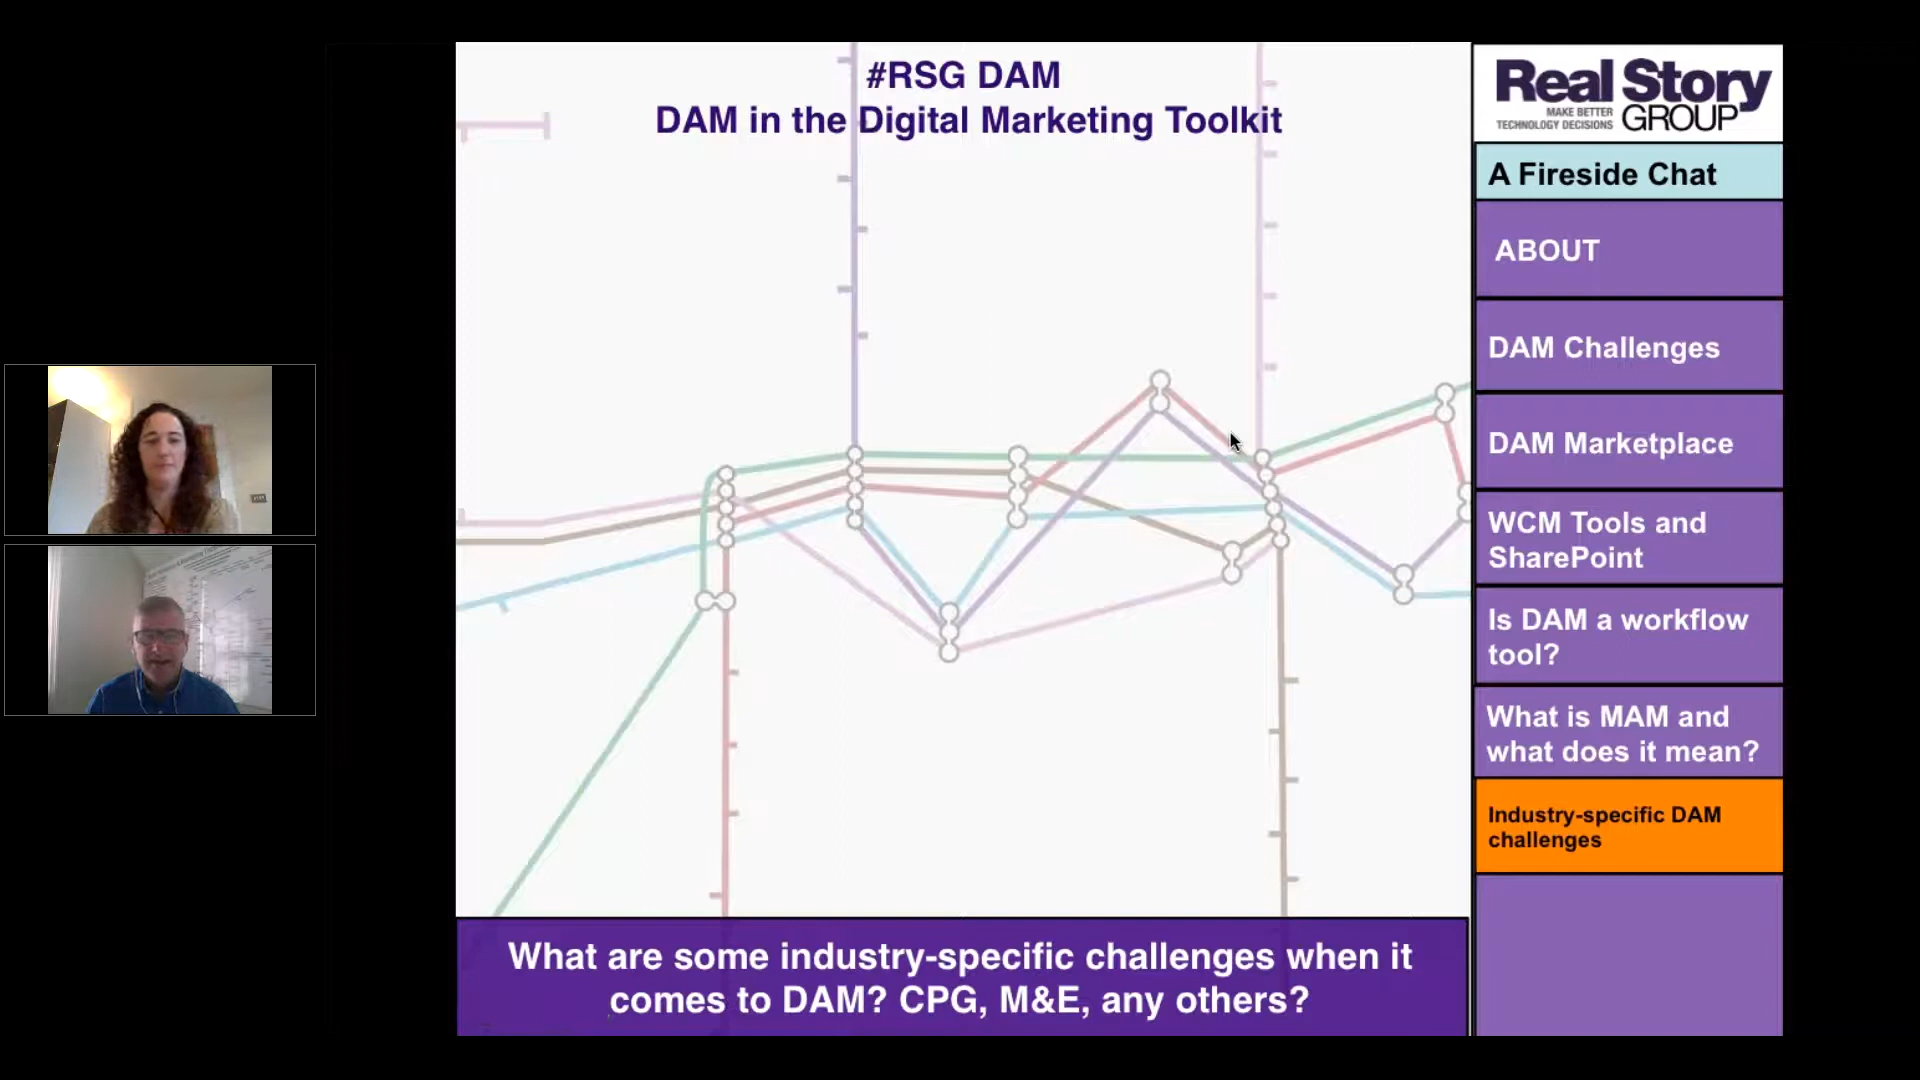 #RSG DAM
DAM in the Digital Marketing Toolkit
Real Story
MAKE BETTER
TECHNOLOGY DECISIONS
GROUP
A Fireside Chat
ABOUT
DAM Challenges
DAM Marketplace
WCM Tools and
SharePoint
Is DAM a workflow
tool?
What is MAM and
what does it mean?
Industry-specific DAM
challenges
What are some industry-specific challenges when it
comes to DAM? CPG, M&E, any others?